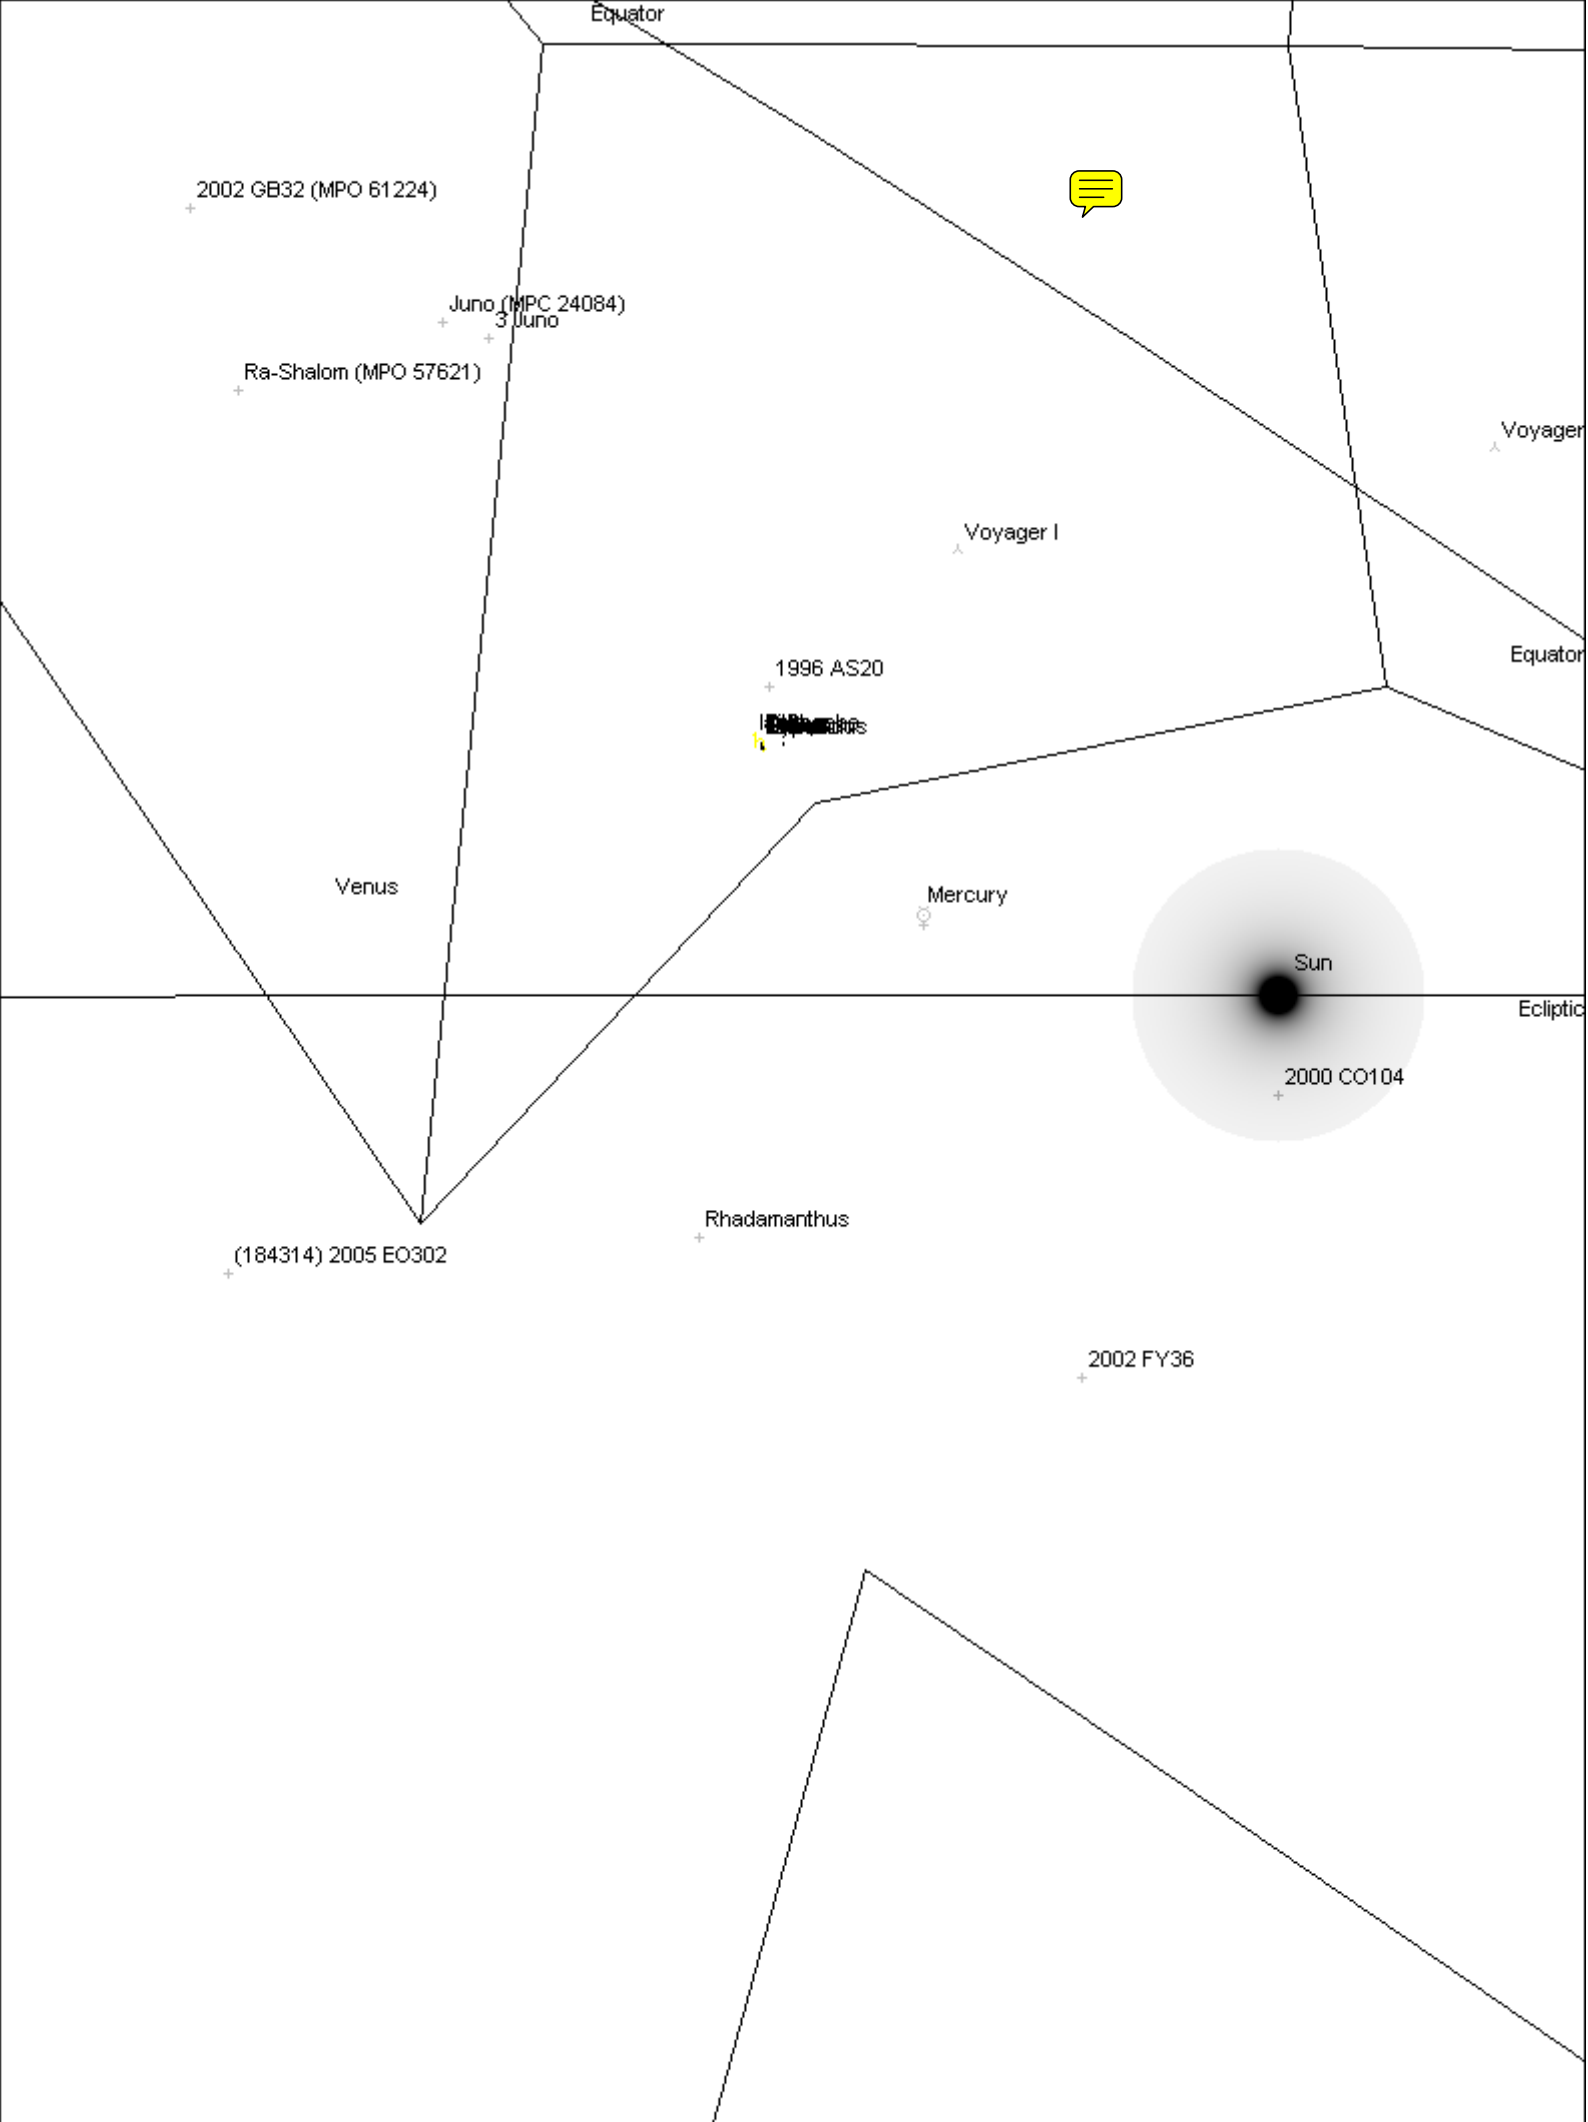 Equator
2002 GB32 (MPO 61224)
Juno (MPC 24084)
3 Juno
Ra-Shalom (MPO 57621)
Voyager
Voyager I
Equator
1996 AS20
Venus
Mercury
Sun
Ecliptic
2000 CO104
Rhadamanthus
(184314) 2005 EO302
2002 FY36